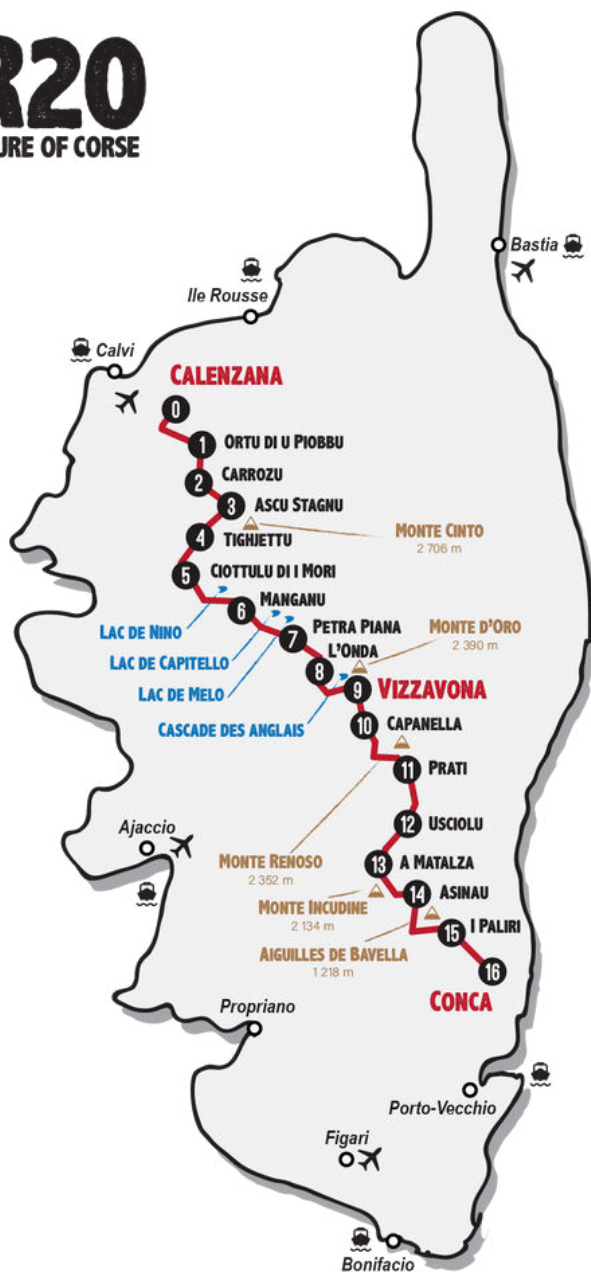 R20
URE OF CORSE
Bastia
Ile Rousse
Calvi
CALENZANA
0
1 ORTU DI U PIOBBU
2 CARROZU
3 ASCU STAGNU
MONTE CINTO
2 706 m
4 TIGHJETTU
5 CIOTTULU DI I MORI
6 MANGANU
LAC DE NINO
7 PETRA PIANA
MONTE D'ORO
2 390 m
LAC DE CAPITELLO
8 L'ONDA
LAC DE MELO
9 VIZZAVONA
CASCADE DES ANGLAIS
10 CAPANELLA
11 PRATI
12 USCIOLU
Ajaccio
MONTE RENOSO
2 352 m
13 A MATALZA
14 ASINAU
MONTE INCUDINE
2 134 m
15 I PALIRI
AIGUILLES DE BAVELLA
1 218 m
16
CONCA
Propriano
Porto-Vecchio
Figari
Bonifacio